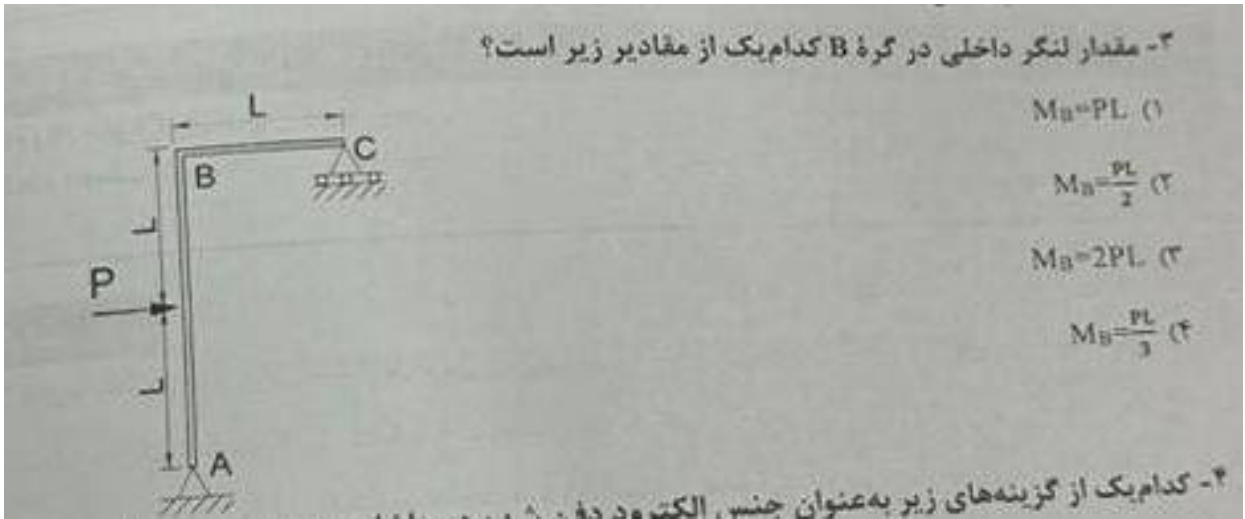 ۳- مقدار لنگر داخلی در گرهٔ B کدام‌یک از مقادیر زیر است؟
۱) MB=PL
۲) MB=PL/2
۳) MB=2PL
۴) MB=PL/3
L
B
C
L
P
L
A
۴- کدام‌یک از گزینه‌های زیر به‌عنوان جنس الکترود